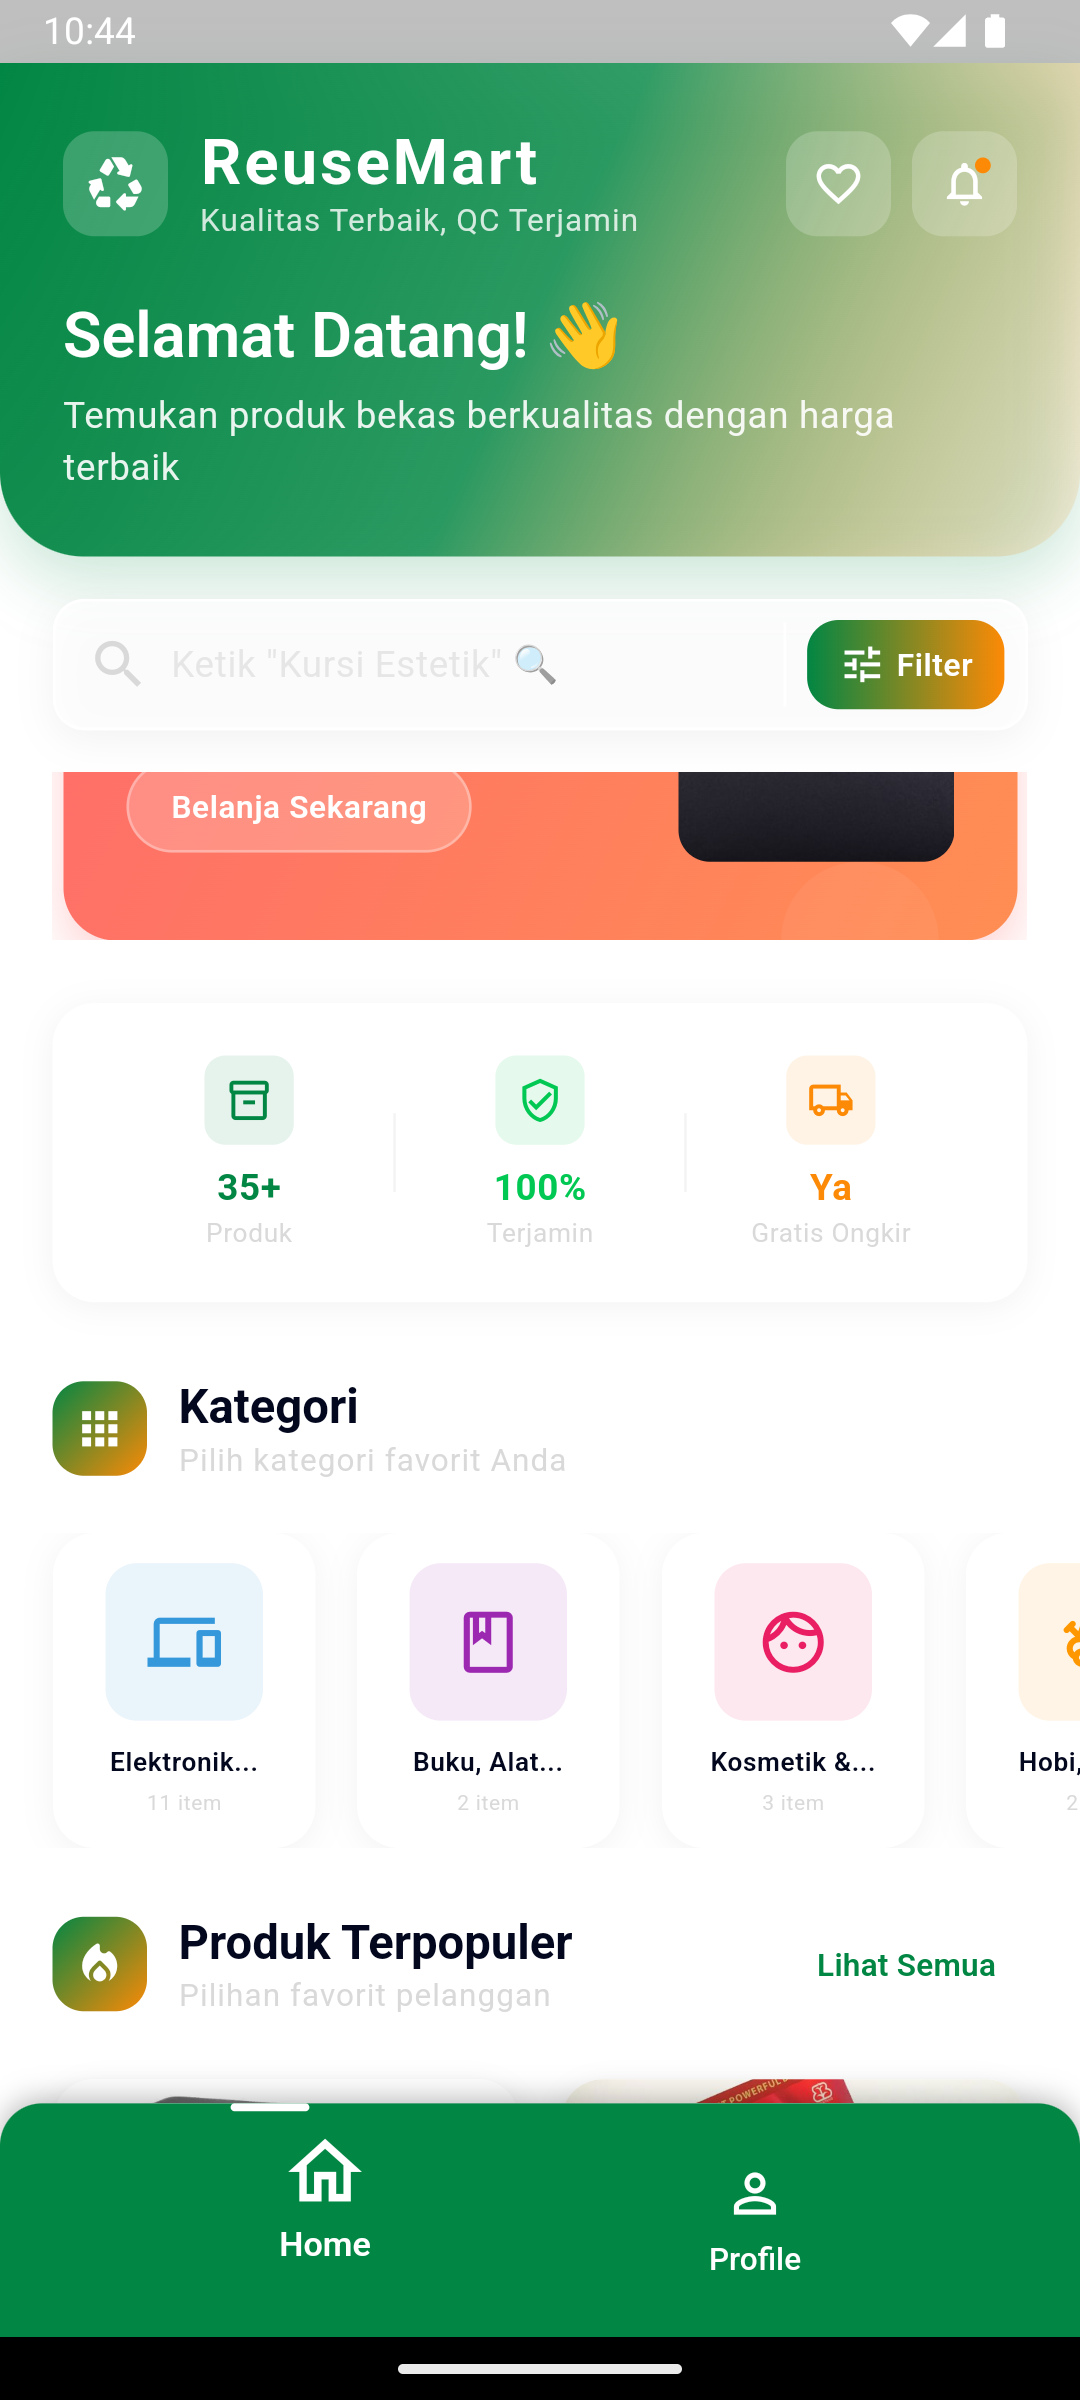 10:44
ReuseMart
Kualitas Terbaik, QC Terjamin
Selamat Datang! 👋
Temukan produk bekas berkualitas dengan harga
terbaik
Ketik "Kursi Estetik" 🔍
Filter
Belanja Sekarang
35+
Produk
100%
Terjamin
Ya
Gratis Ongkir
Kategori
Pilih kategori favorit Anda
Elektronik...
11 item
Buku, Alat...
2 item
Kosmetik &...
3 item
Hobi,
2
Produk Terpopuler
Pilihan favorit pelanggan
Lihat Semua
POWERFUL
Home
Profile